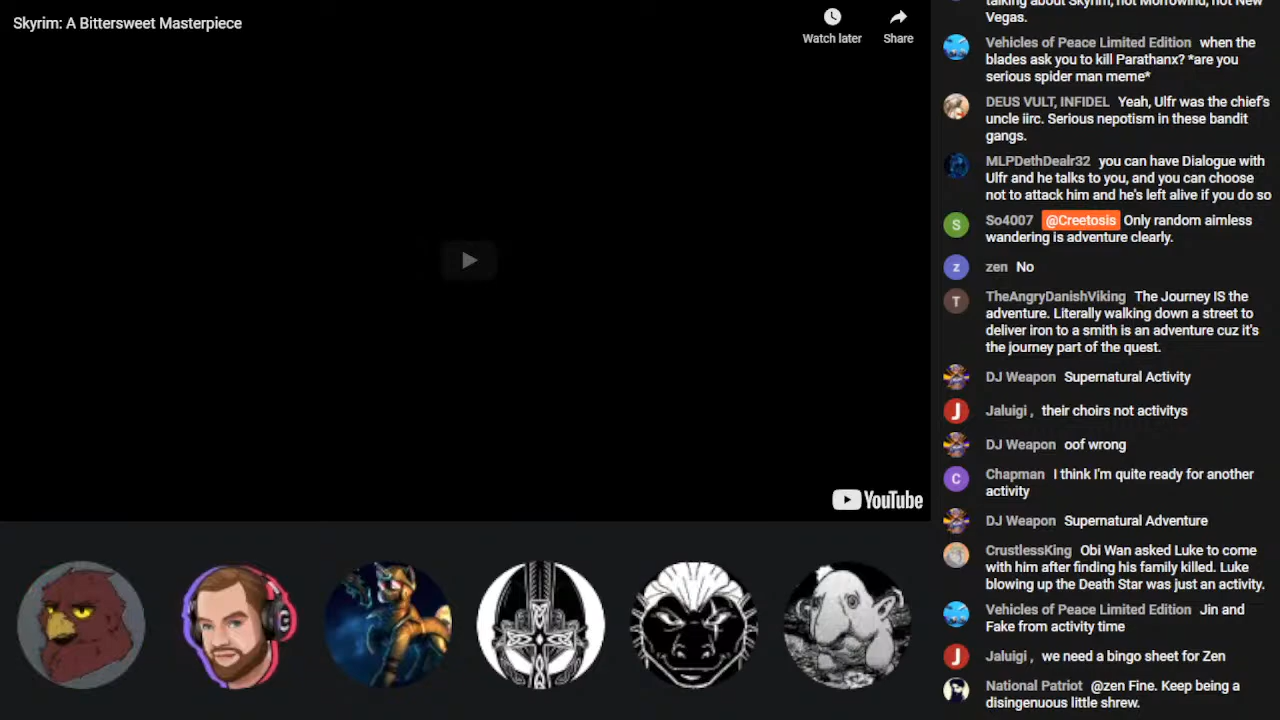 Skyrim: A Bittersweet Masterpiece
Watch later
Share
YouTube
talking about Skyrim, not Morrowind, not New
Vegas.
Vehicles of Peace Limited Edition when the
blades ask you to kill Parathanx? *are you
serious spider man meme*
DEUS VULT, INFIDEL Yeah, Ulfr was the chief's
uncle iirc. Serious nepotism in these bandit
gangs.
MLPDethDealr32 you can have Dialogue with
Ulfr and he talks to you, and you can choose
not to attack him and he's left alive if you do so
S
So4007 @Creetosis Only random aimless
wandering is adventure clearly.
z
zen No
T
TheAngryDanishViking The Journey IS the
adventure. Literally walking down a street to
deliver iron to a smith is an adventure cuz it's
the journey part of the quest.
DJ Weapon Supernatural Activity
J
Jaluigi , their choirs not activitys
DJ Weapon oof wrong
C
Chapman I think I'm quite ready for another
activity
DJ Weapon Supernatural Adventure
CrustlessKing Obi Wan asked Luke to come
with him after finding his family killed. Luke
blowing up the Death Star was just an activity.
Vehicles of Peace Limited Edition Jin and
Fake from activity time
J
Jaluigi , we need a bingo sheet for Zen
National Patriot @zen Fine. Keep being a
disingenuous little shrew.